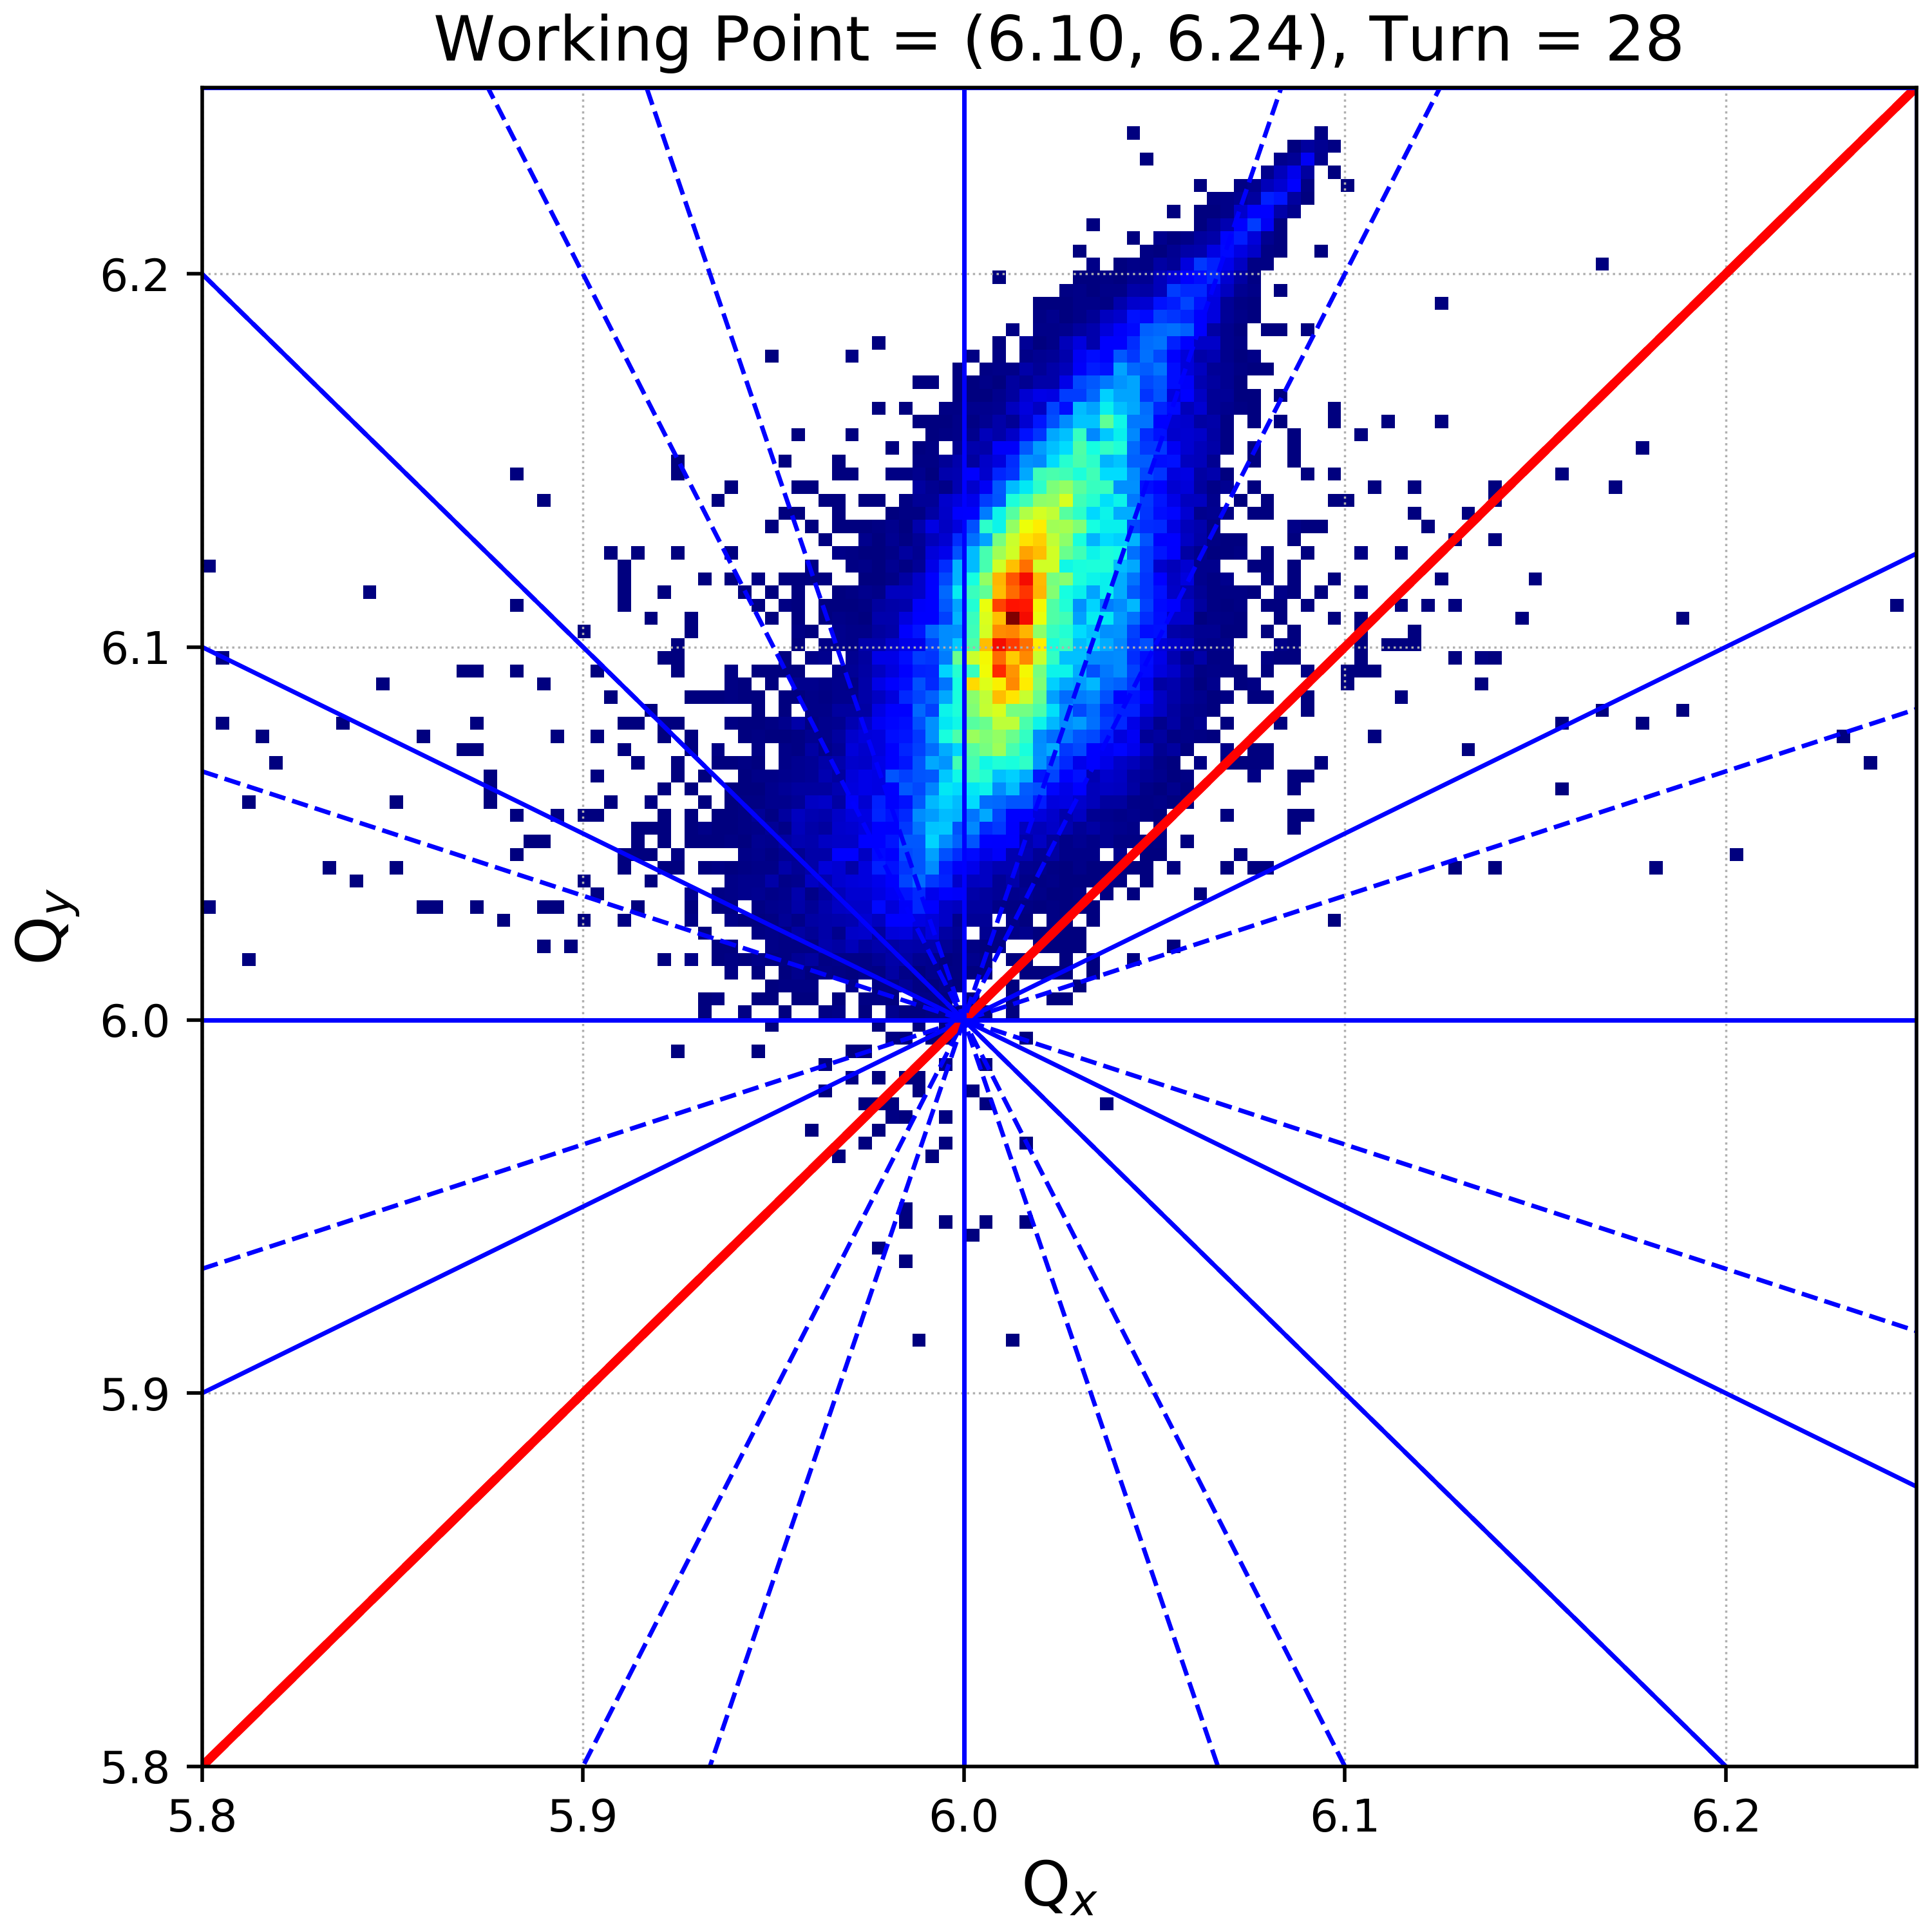 Working Point = (6.10, 6.24), Turn = 28
6.2
6.1
6.0
5.9
5.8
Qy
5.8 5.9 6.0 6.1 6.2
Qx